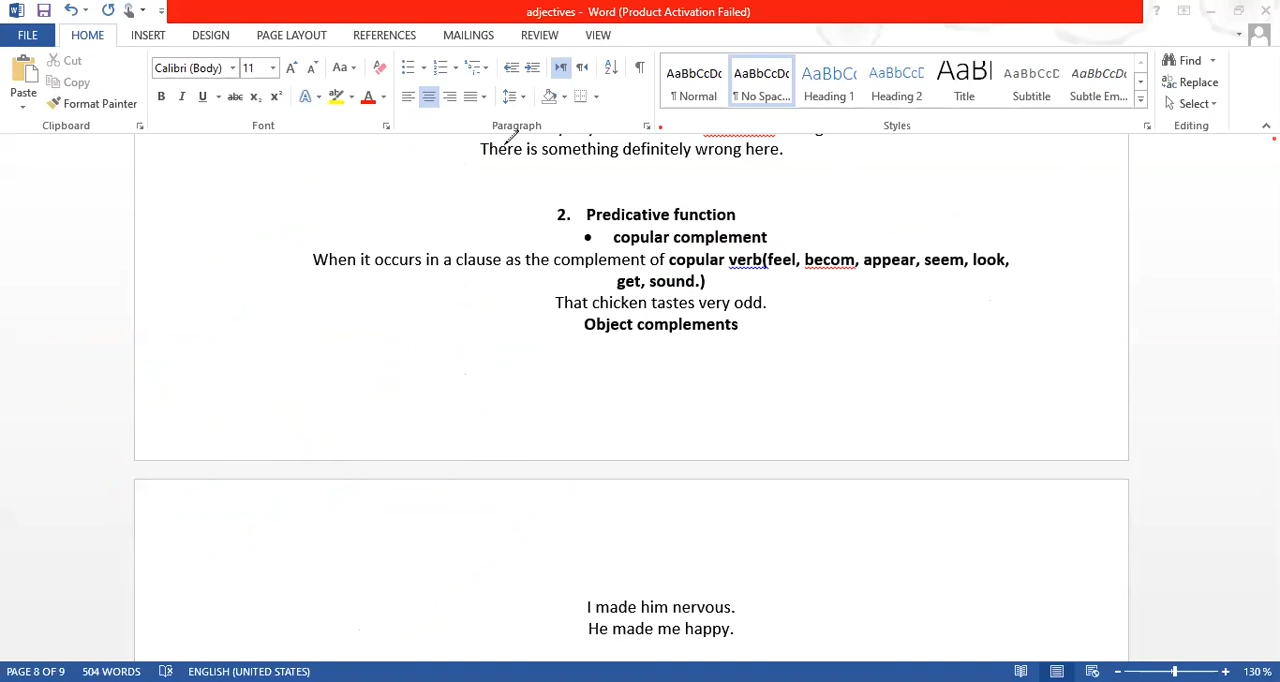 adjectives - Word (Product Activation Failed)
FILE HOME INSERT DESIGN PAGE LAYOUT REFERENCES MAILINGS REVIEW VIEW
Paste
Cut
Copy
Format Painter
Clipboard
Calibri (Body) 11
Font
Paragraph
AaBbCcDc AaBbCcDc AaBbCc AaBbCcD AaB AaBbCcD AaBbCcDc
¶ Normal ¶ No Spac... Heading 1 Heading 2 Title Subtitle Subtle Em...
Styles
Find
Replace
Select
Editing
There is something definitely wrong here.
2. Predicative function
• copular complement
When it occurs in a clause as the complement of copular verb(feel, becom, appear, seem, look,
get, sound.)
That chicken tastes very odd.
Object complements
I made him nervous.
He made me happy.
PAGE 8 OF 9 504 WORDS ENGLISH (UNITED STATES) 130 %